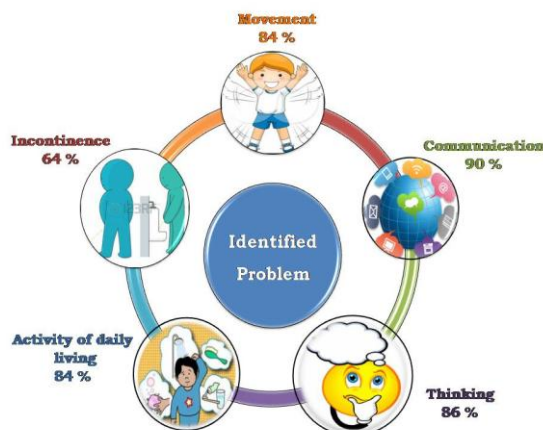 Movement
84 %
Communication
90 %
Thinking
86 %
Activity of daily
living
84 %
Incontinence
64 %
Identified
Problem